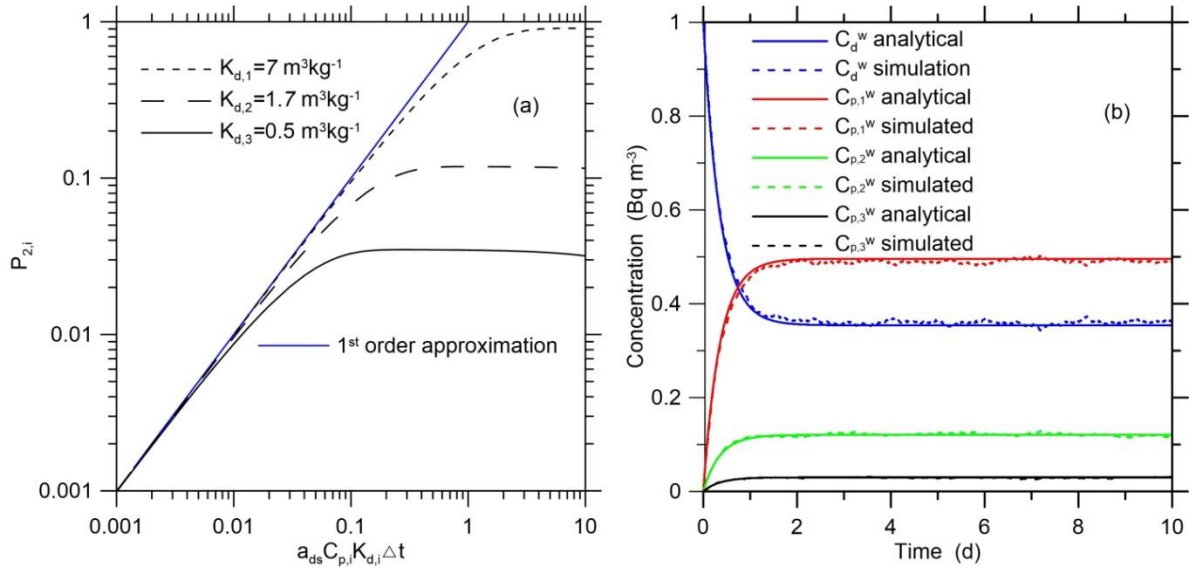 1
0.1
0.01
0.001
P₂,ᵢ
K_d,1=7 m³kg⁻¹
K_d,2=1.7 m³kg⁻¹
K_d,3=0.5 m³kg⁻¹
(a)
1ˢᵗ order approximation
0.001 0.01 0.1 1 10
a_dsC_p,iK_d,i△t
1
0.8
0.6
0.4
0.2
0
Concentration (Bq m⁻³)
C_d^w analytical
C_d^w simulation
C_p,1^w analytical
C_p,1^w simulated
C_p,2^w analytical
C_p,2^w simulated
C_p,3^w analytical
C_p,3^w simulated
(b)
0 2 4 6 8 10
Time (d)